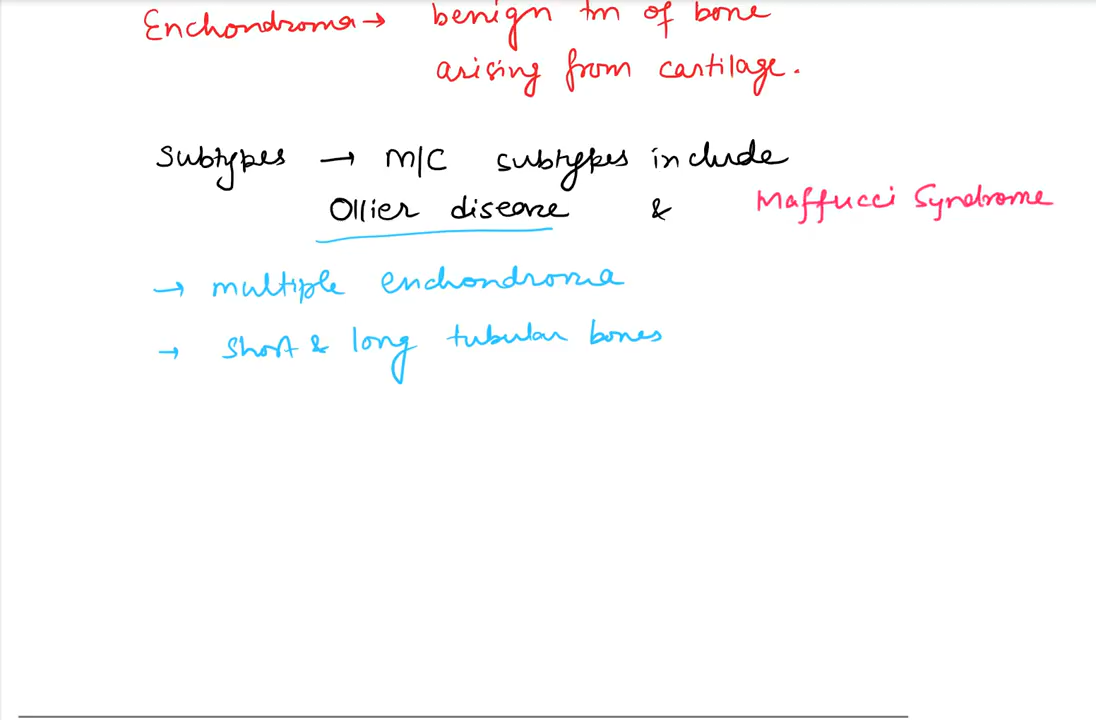 Enchondroma → benign tm of bone
arising from cartilage.
Subtypes → M/C subtypes include
Ollier disease & Maffucci Syndrome
→ multiple enchondroma
→ Short & long tubular bones